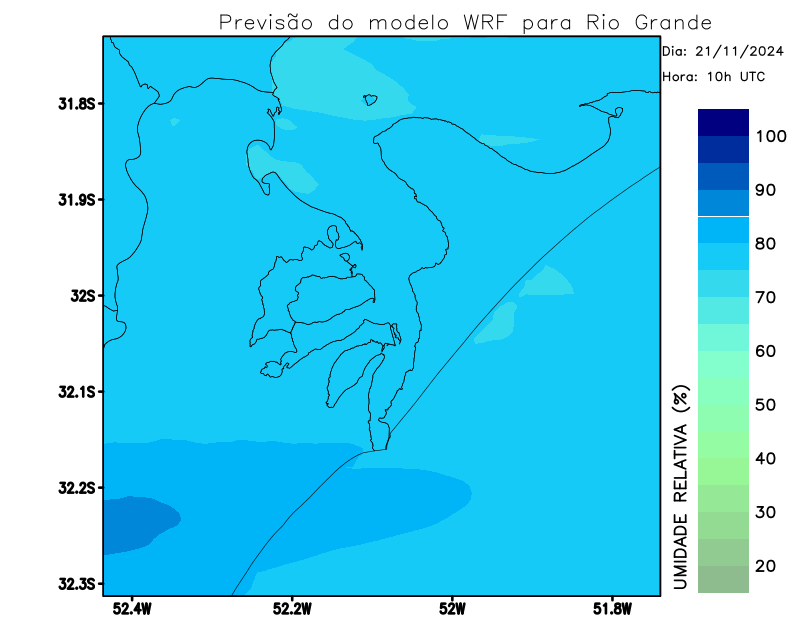 Previsão do modelo WRF para Rio Grande
Dia: 21/11/2024
Hora: 10h UTC
31.8S
31.9S
32S
32.1S
32.2S
32.3S
52.4W
52.2W
52W
51.8W
100
90
80
70
60
50
40
30
20
UMIDADE RELATIVA (%)